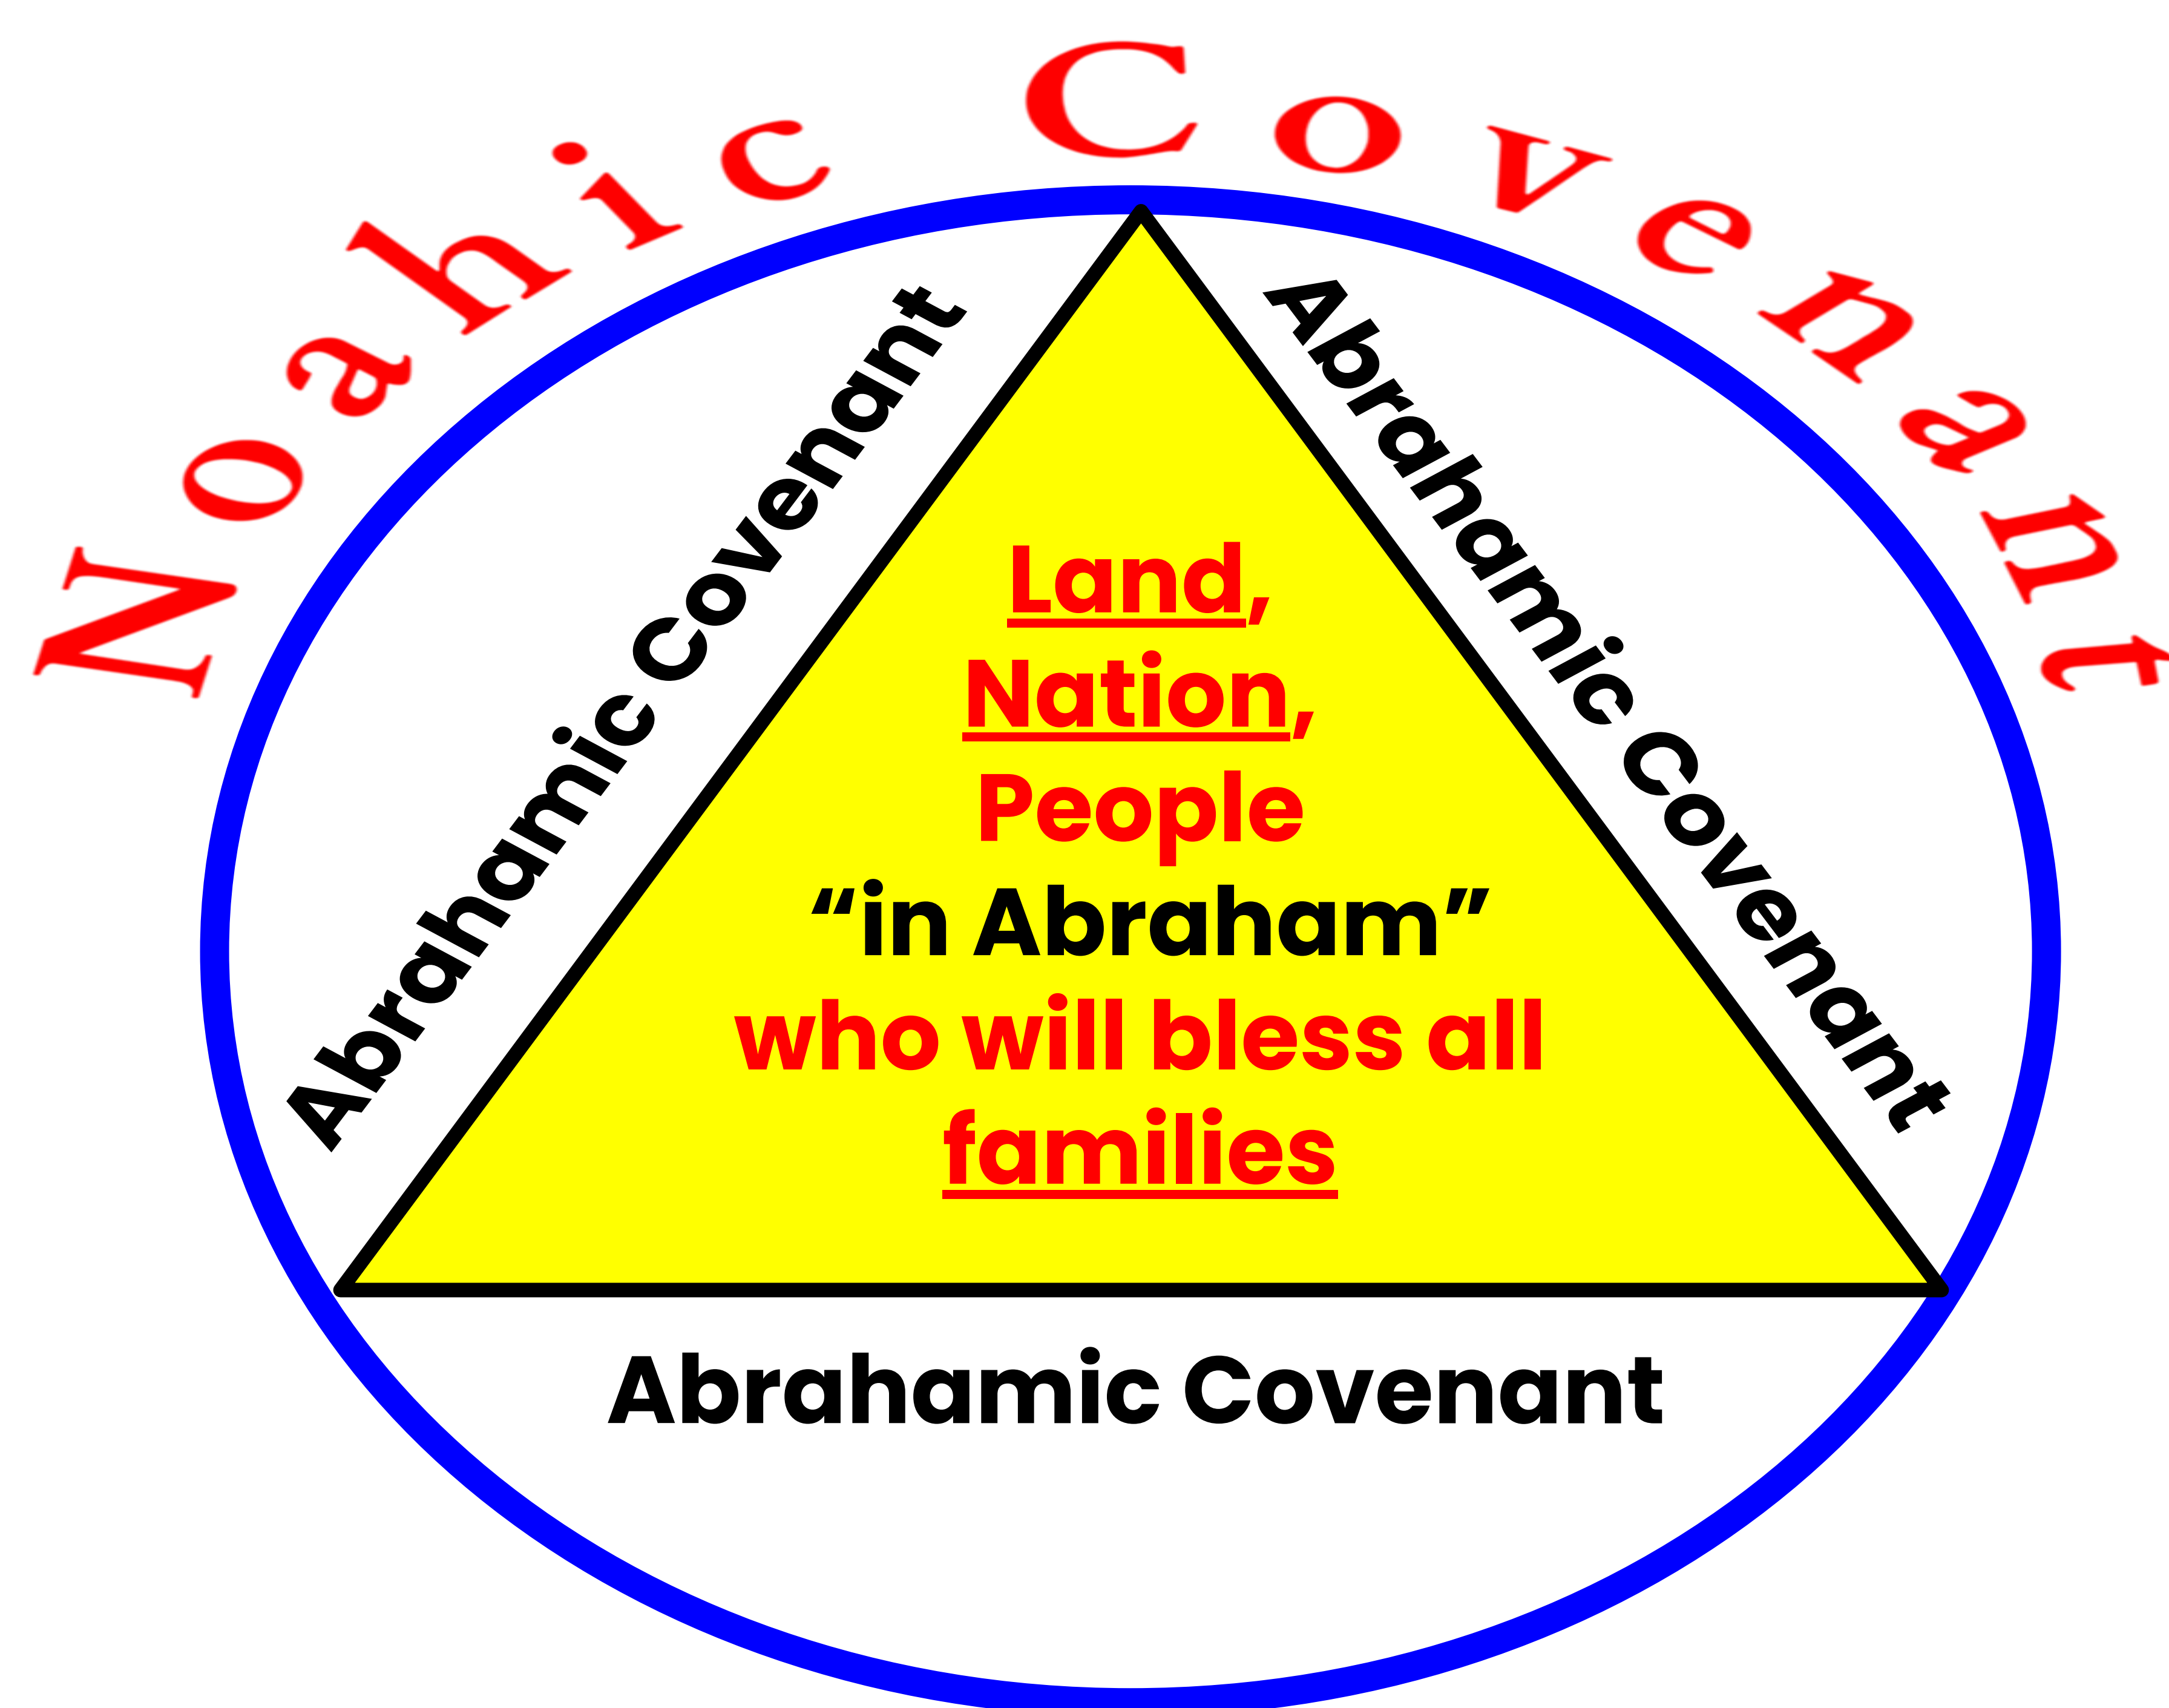 Noahic Covenant
Abrahamic Covenant
Abrahamic Covenant
Land,
Nation,
People
“in Abraham”
who will bless all
families
Abrahamic Covenant